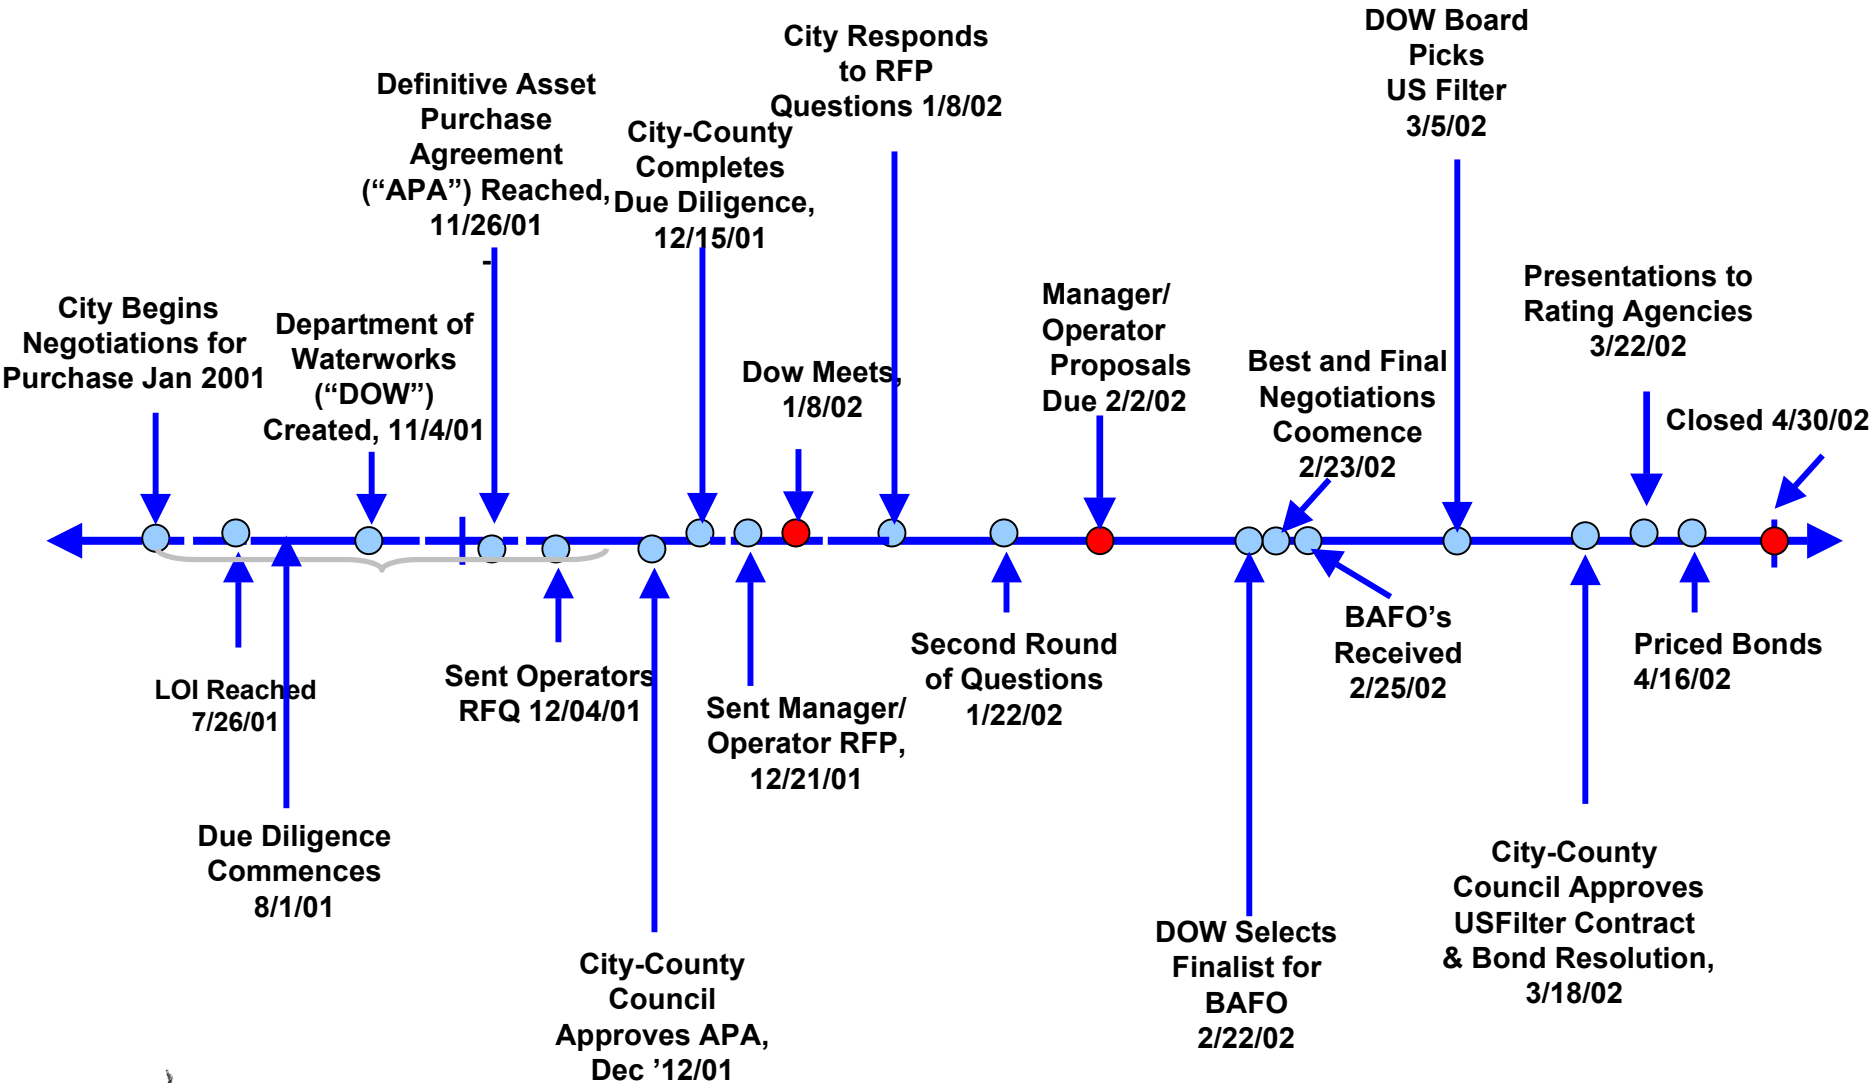 City Responds
to RFP
Questions 1/8/02
DOW Board
Picks
US Filter
3/5/02
Definitive Asset
Purchase
Agreement
(“APA”) Reached,
11/26/01
-
City-County
Completes
Due Diligence,
12/15/01
City Begins
Negotiations for
Purchase Jan 2001
Department of
Waterworks
(“DOW”)
Created, 11/4/01
Dow Meets,
1/8/02
Manager/
Operator
Proposals
Due 2/2/02
Best and Final
Negotiations
Coomence
2/23/02
Presentations to
Rating Agencies
3/22/02
Closed 4/30/02
LOI Reached
7/26/01
Due Diligence
Commences
8/1/01
Sent Operators
RFQ 12/04/01
City-County
Council
Approves APA,
Dec ’12/01
Sent Manager/
Operator RFP,
12/21/01
Second Round
of Questions
1/22/02
DOW Selects
Finalist for
BAFO
2/22/02
BAFO’s
Received
2/25/02
City-County
Council Approves
USFilter Contract
& Bond Resolution,
3/18/02
Priced Bonds
4/16/02